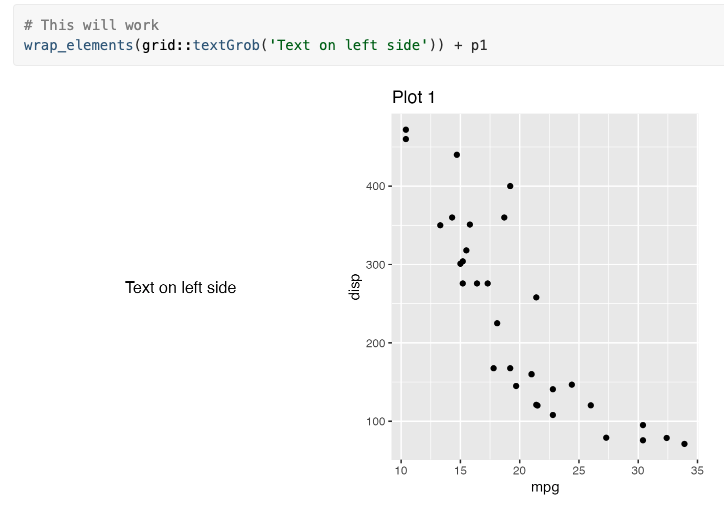 # This will work
wrap_elements(grid::textGrob('Text on left side')) + p1
Plot 1
400
300
200
100
disp
Text on left side
10 15 20 25 30 35
mpg